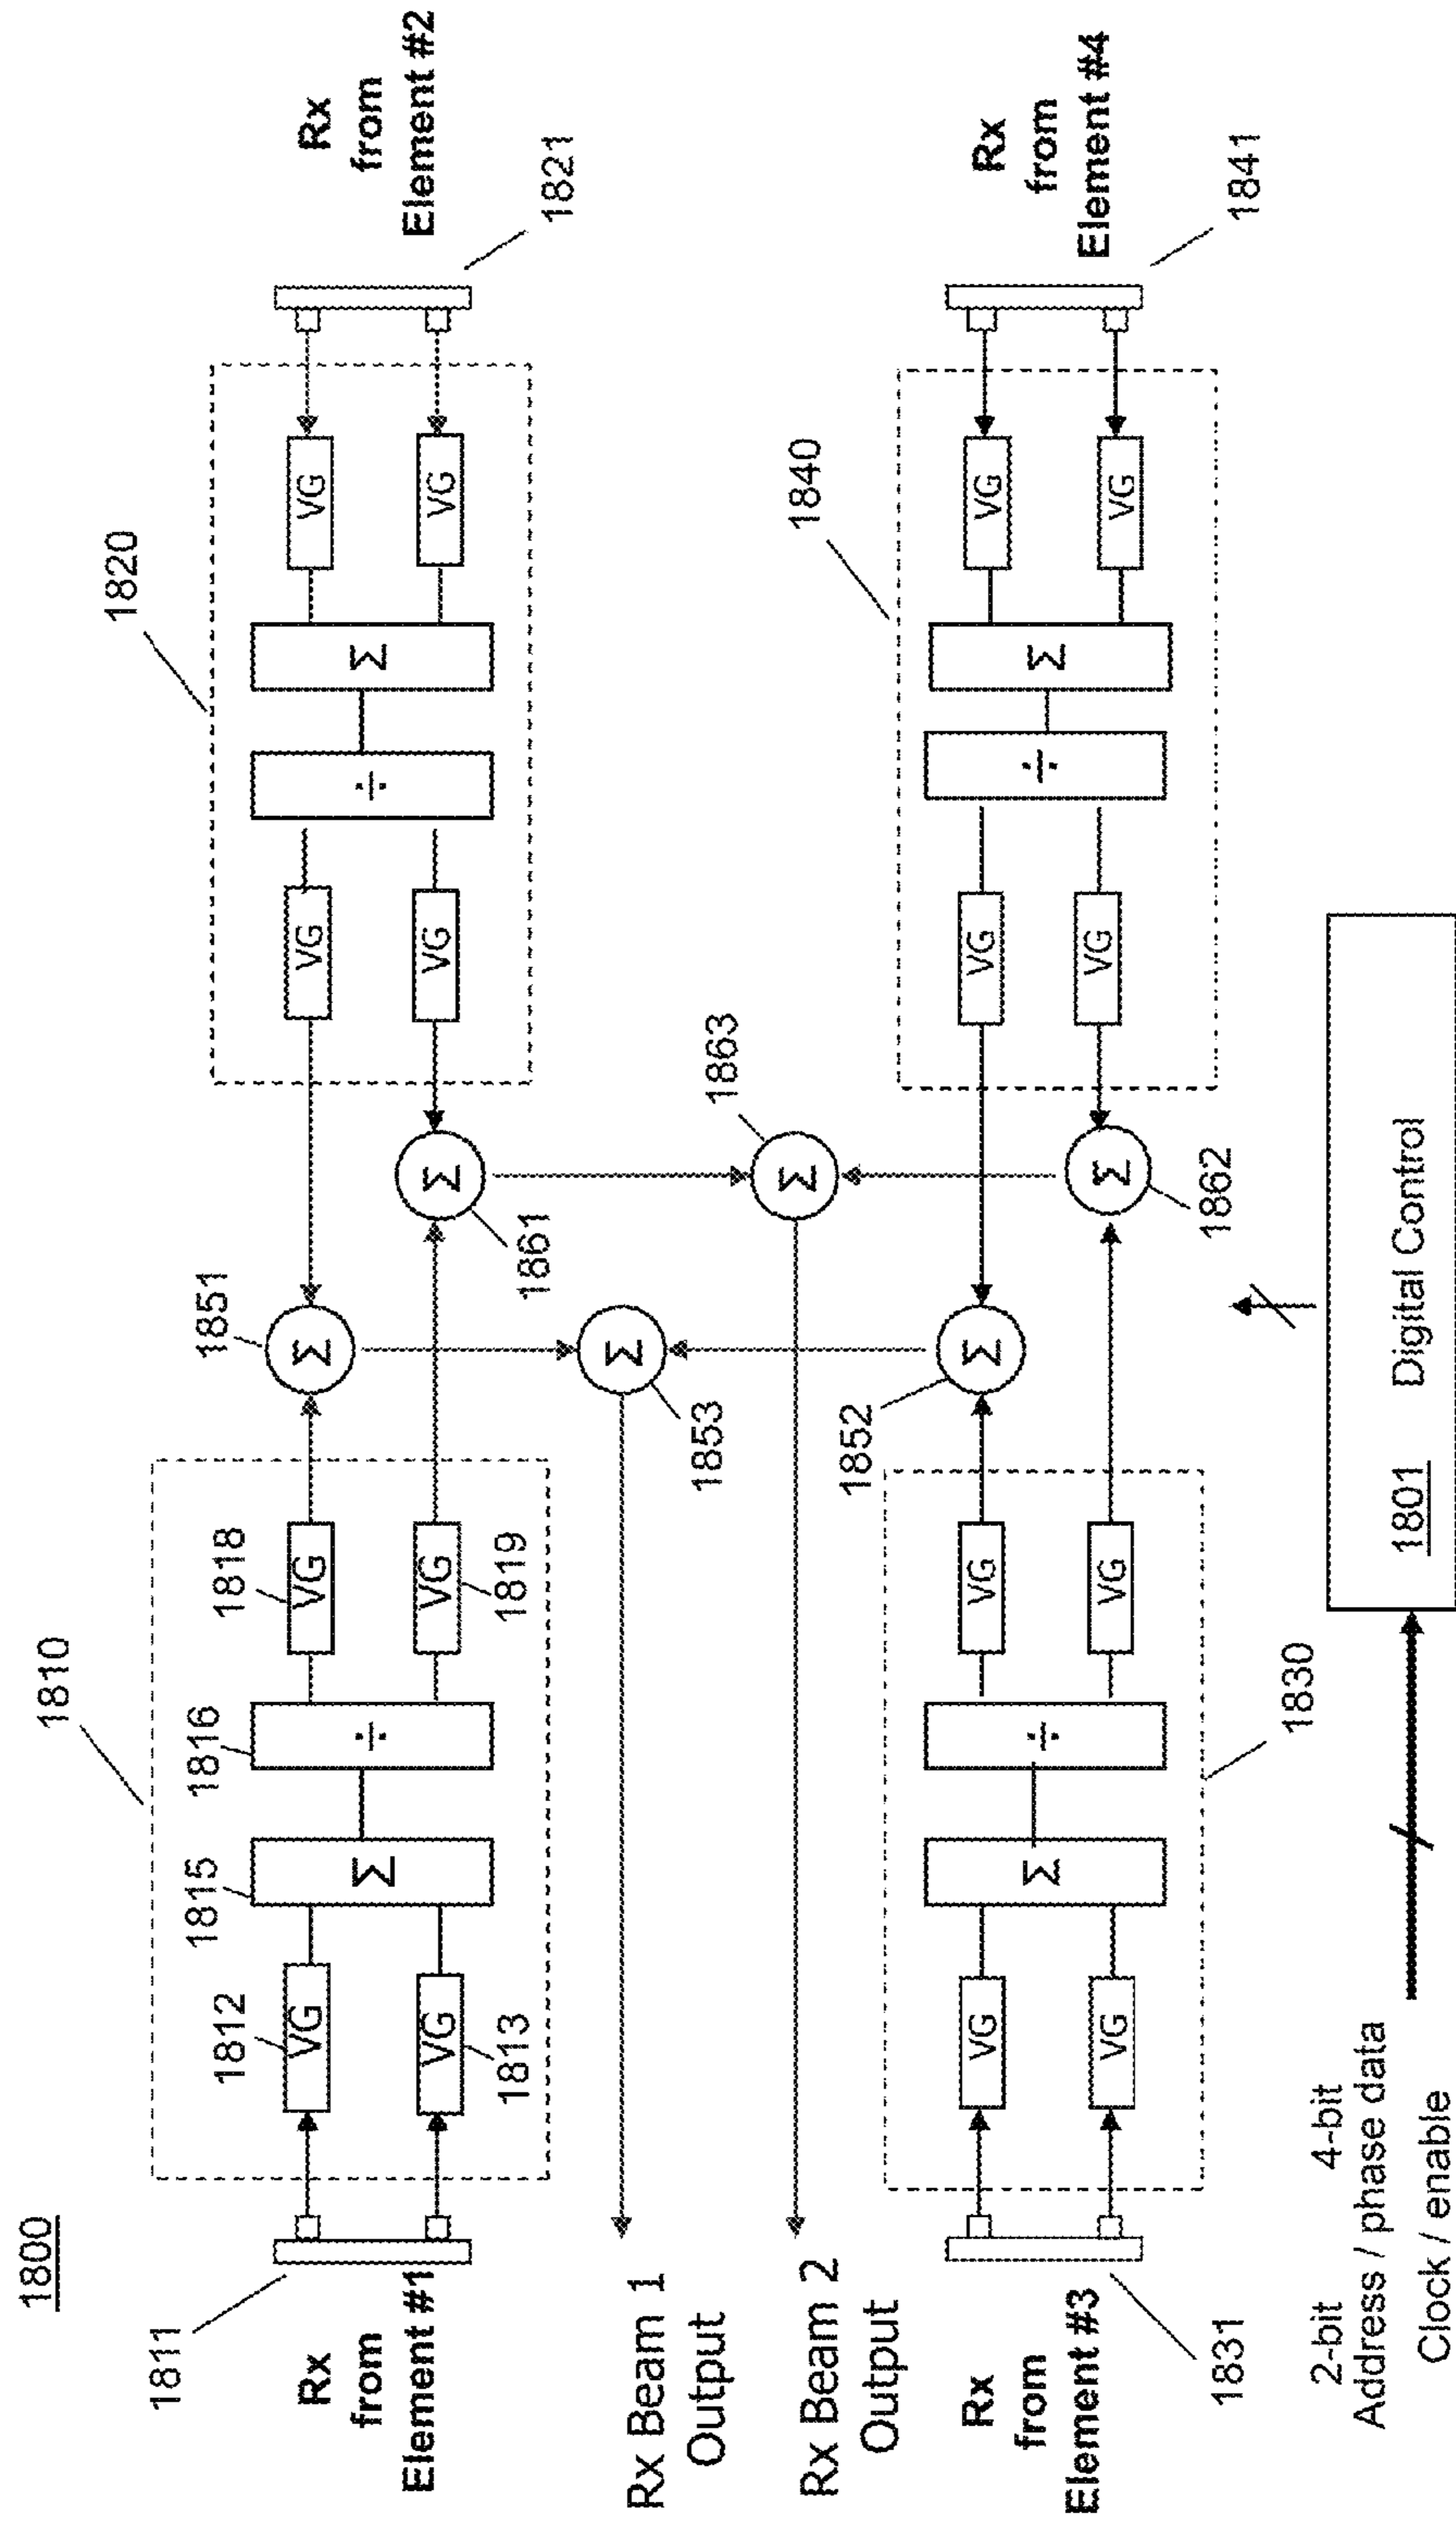 1800
1810
1820
1811
Rx
from
Element #1
1812
VG
1813
VG
1815
Σ
1816
÷
1818
VG
1819
VG
1851
Σ
1861
Σ
VG
VG
÷
Σ
VG
VG
1821
Rx
from
Element #2
Rx Beam 1
Output
1853
Σ
Rx Beam 2
Output
1863
Σ
1831
Rx
from
Element #3
VG
VG
Σ
÷
VG
VG
1830
1852
Σ
1862
Σ
1840
VG
VG
÷
Σ
VG
VG
1841
Rx
from
Element #4
2-bit 4-bit
Address / phase data
Clock / enable
1801 Digital Control